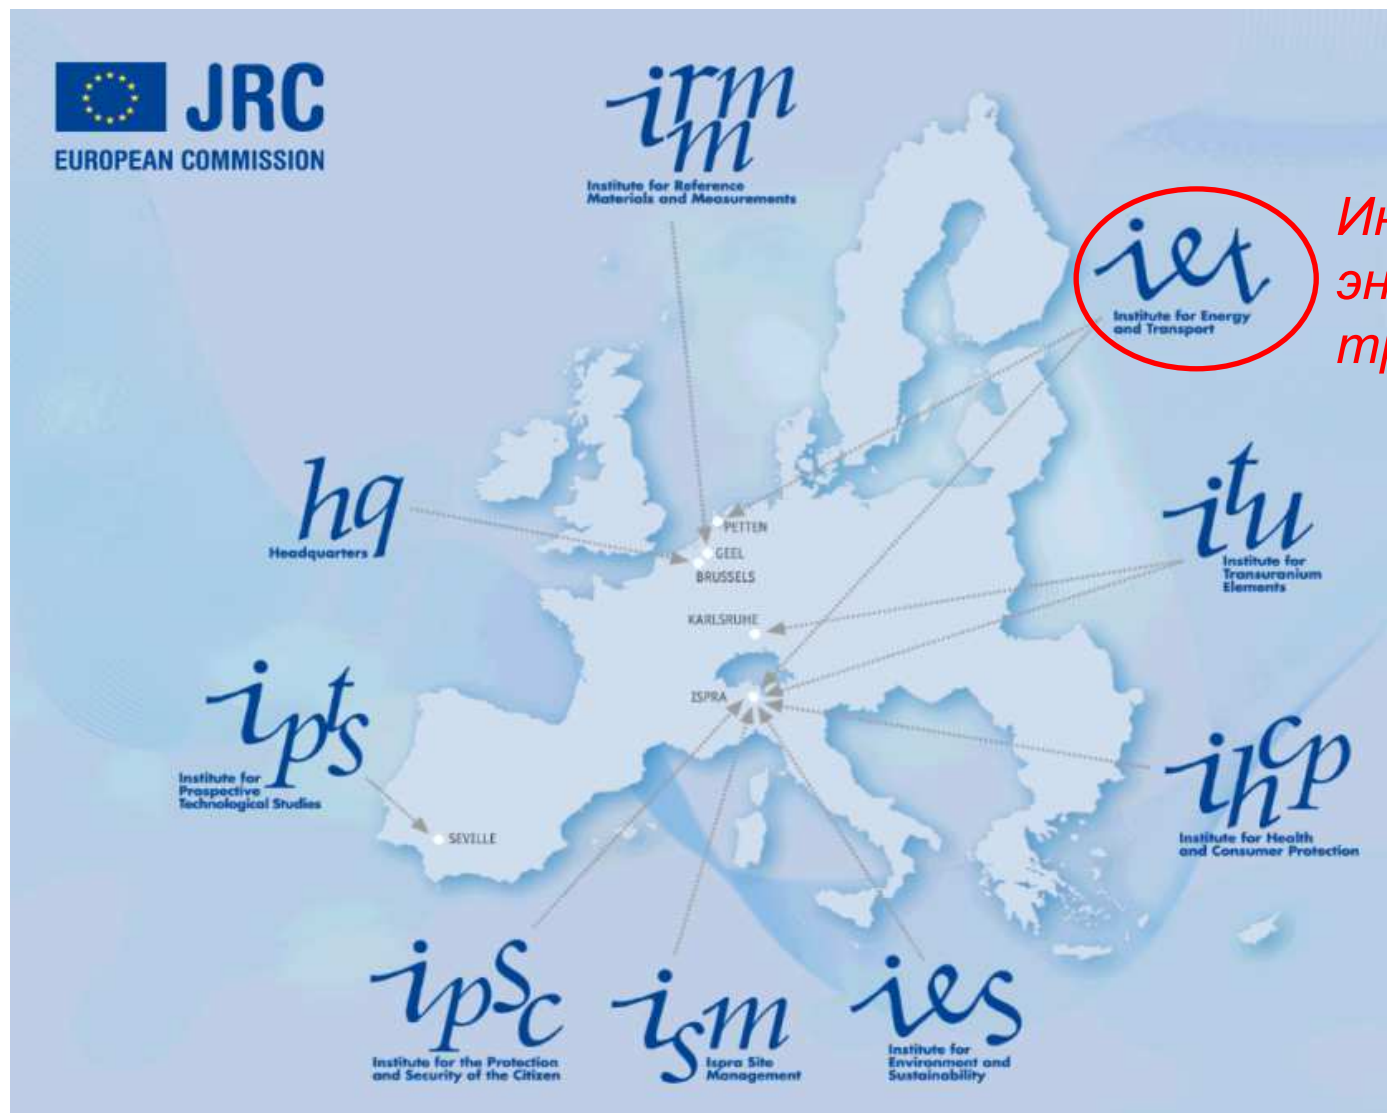 JRC
EUROPEAN COMMISSION
irmm
Institute for Reference
Materials and Measurements
iet
Institute for Energy
and Transport
hq
Headquarters
itu
Institute for
Transuranium
Elements
PETTEN
GEEL
BRUSSELS
KARLSRUHE
ISPRA
SEVILLE
ipts
Institute for
Prospective
Technological Studies
ihcp
Institute for Health
and Consumer Protection
ipsc
Institute for the Protection
and Security of the Citizen
ism
Ispra Site
Management
ies
Institute for
Environment and
Sustainability